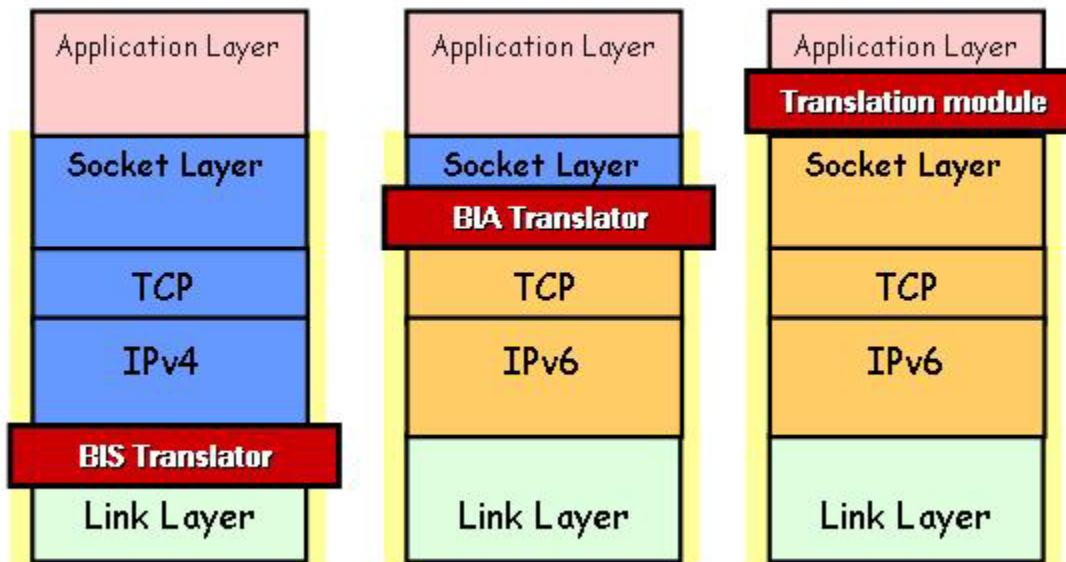 Application Layer
Socket Layer
TCP
IPv4
BIS Translator
Link Layer
Application Layer
Socket Layer
BIA Translator
TCP
IPv6
Link Layer
Application Layer
Translation module
Socket Layer
TCP
IPv6
Link Layer